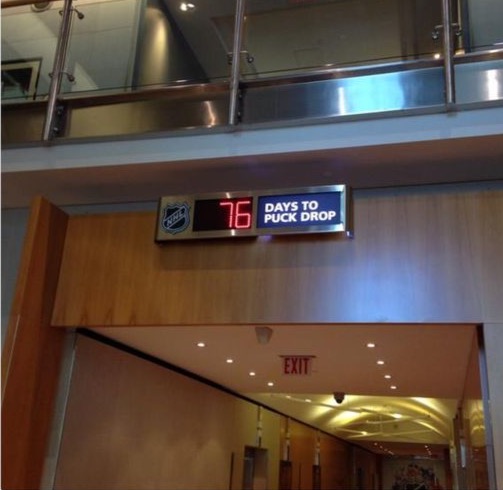 NHL
76
DAYS TO
PUCK DROP
EXIT